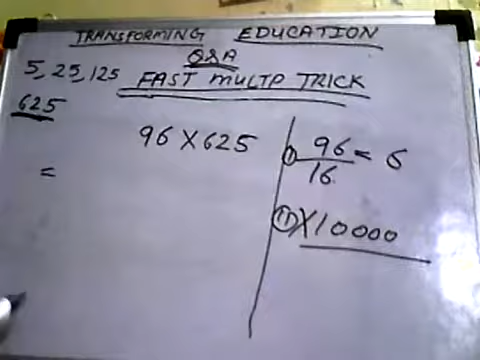 TRANSFORMING EDUCATION
Q&A
5, 25, 125
FAST MULTP TRICK
625
96 X 625
=
(I) 96/16 = 6
(II) X 10000